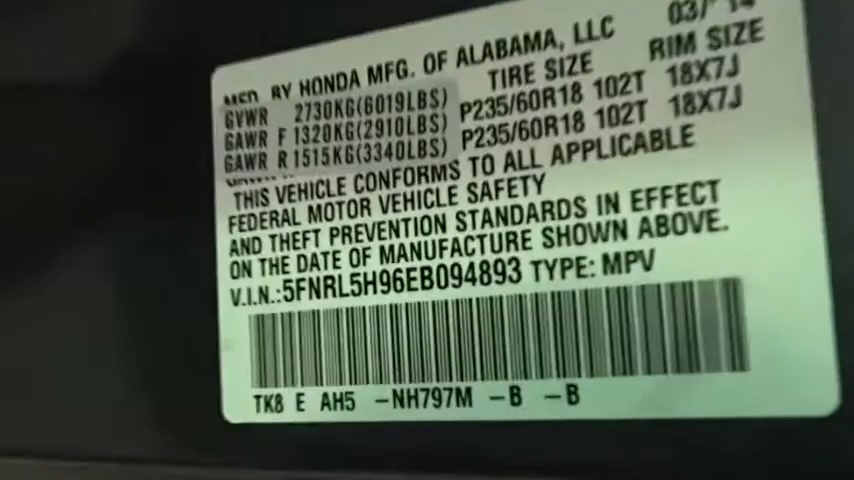 MFD. BY HONDA MFG. OF ALABAMA, LLC 03/ 14
GVWR 2730KG(6019LBS) TIRE SIZE RIM SIZE
GAWR F 1320KG(2910LBS) P235/60R18 102T 18X7J
GAWR R 1515KG(3340LBS) P235/60R18 102T 18X7J
THIS VEHICLE CONFORMS TO ALL APPLICABLE
FEDERAL MOTOR VEHICLE SAFETY
AND THEFT PREVENTION STANDARDS IN EFFECT
ON THE DATE OF MANUFACTURE SHOWN ABOVE.
V.I.N.:5FNRL5H96EB094893 TYPE: MPV
TK8 E AH5 -NH797M -B -B